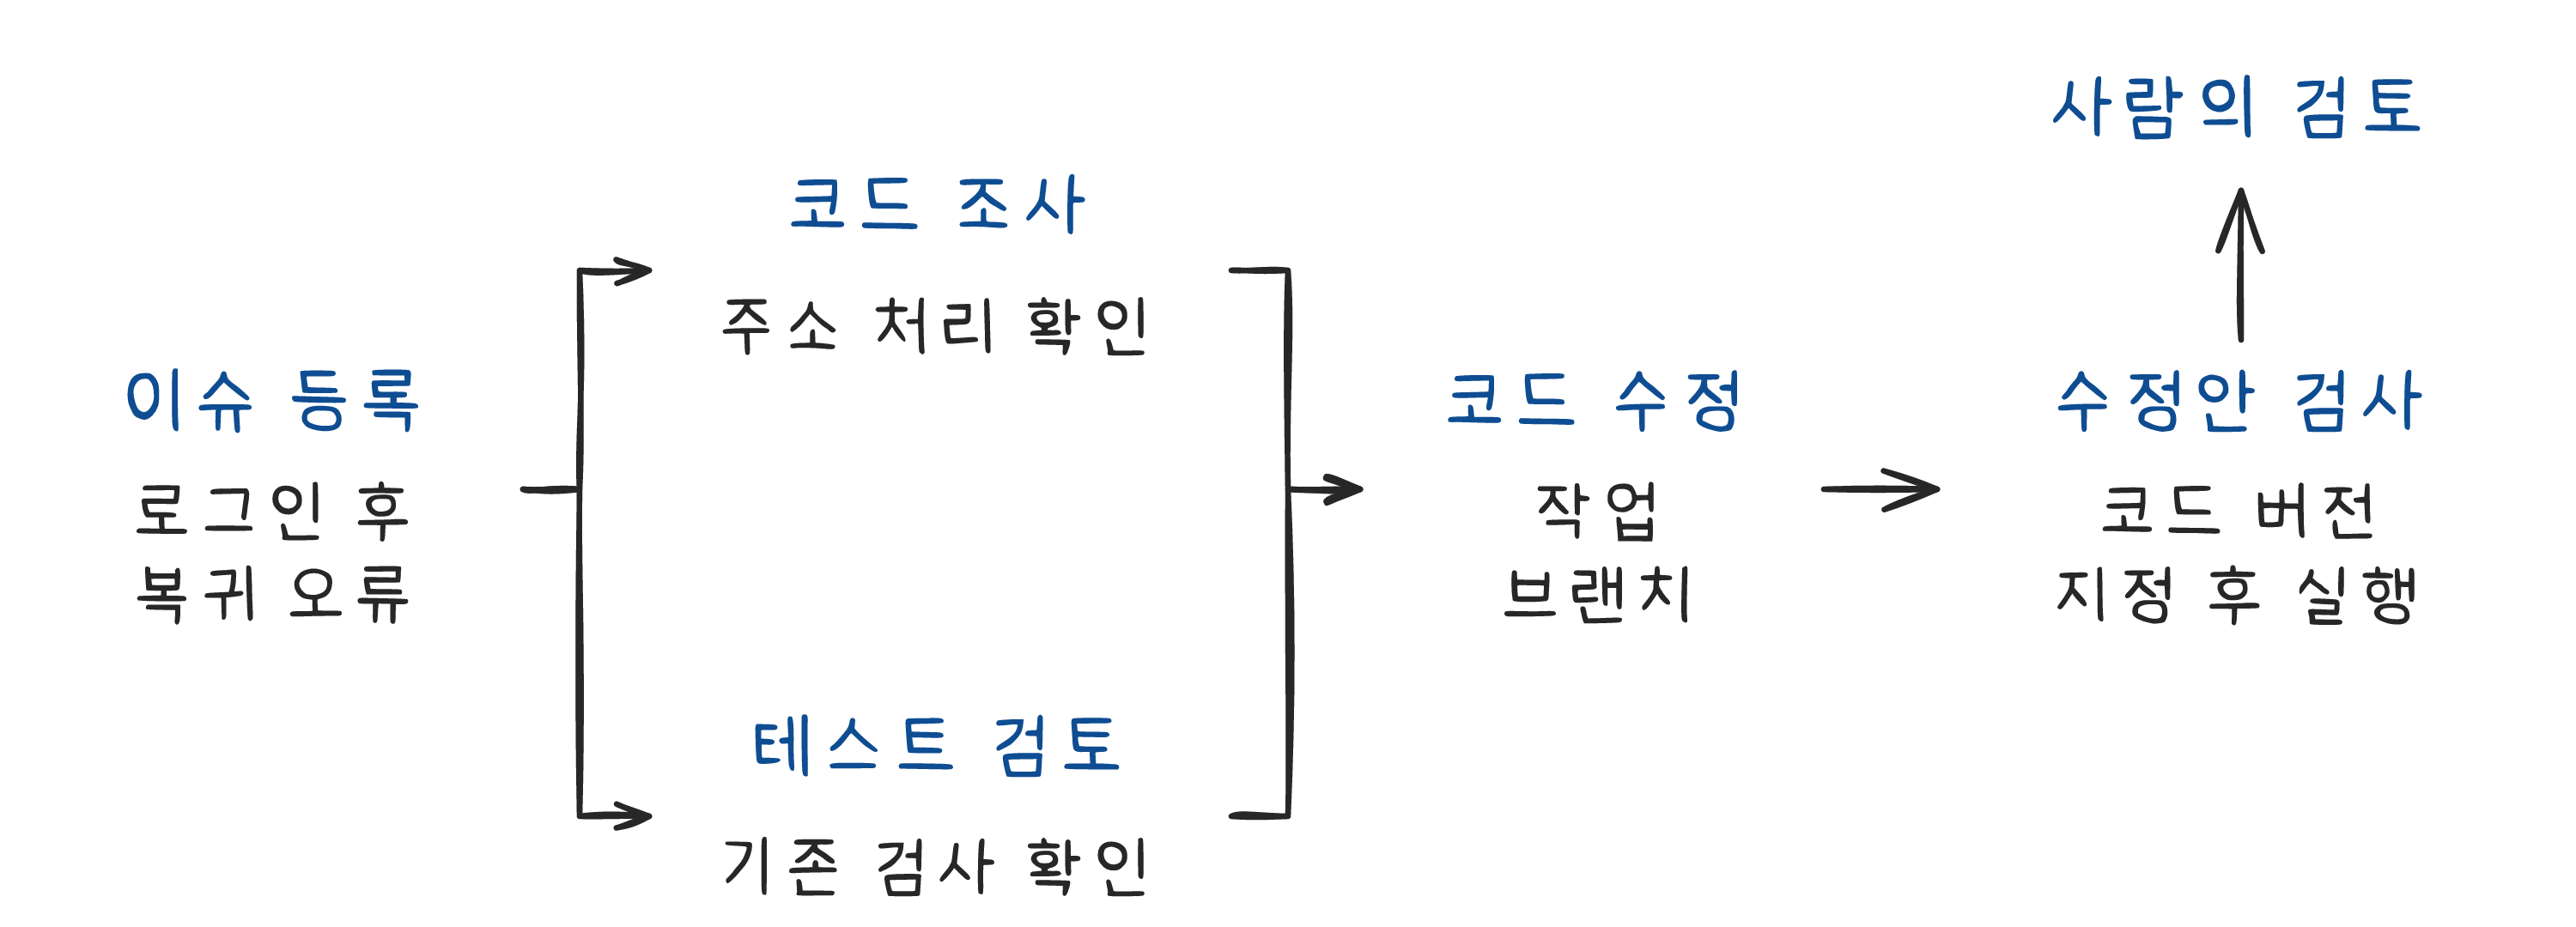 이슈 등록
로그인 후
복귀 오류
코드 조사
주소 처리 확인
테스트 검토
기존 검사 확인
코드 수정
작업
브랜치
수정안 검사
코드 버전
지정 후 실행
사람의 검토